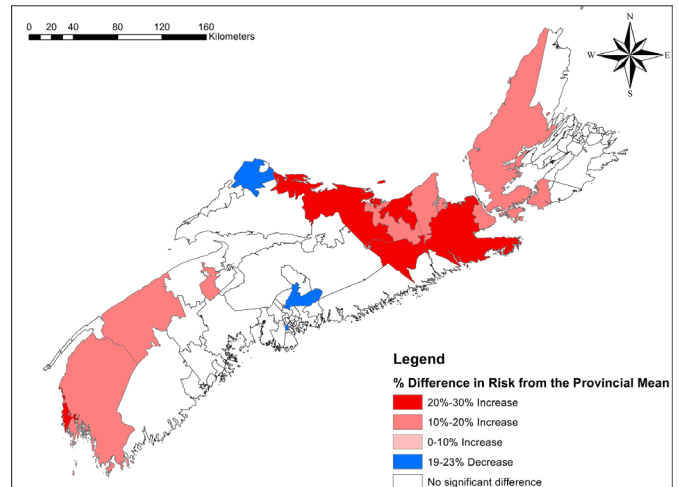 0 20 40 80 120 160
Kilometers
N
W E
S
Legend
% Difference in Risk from the Provincial Mean
20%-30% Increase
10%-20% Increase
0-10% Increase
19-23% Decrease
No significant difference